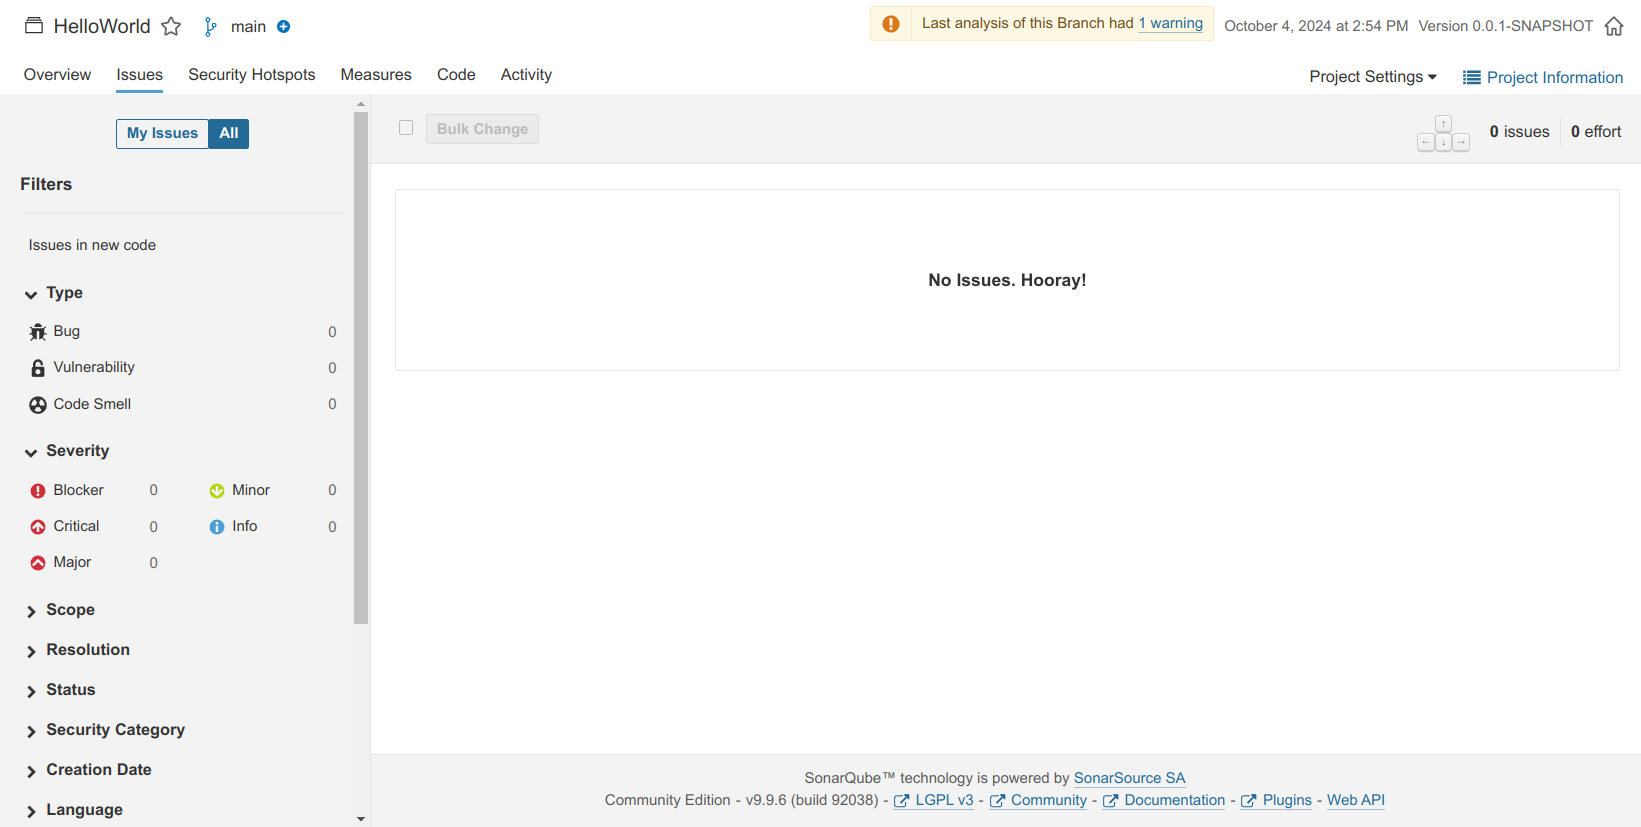 HelloWorld main Last analysis of this Branch had 1 warning October 4, 2024 at 2:54 PM Version 0.0.1-SNAPSHOT
Overview Issues Security Hotspots Measures Code Activity Project Settings Project Information
My Issues All
Bulk Change
↑
← ↓ →
0 issues 0 effort
Filters
Issues in new code
Type
Bug 0
Vulnerability 0
Code Smell 0
Severity
Blocker 0 Minor 0
Critical 0 Info 0
Major 0
Scope
Resolution
Status
Security Category
Creation Date
Language
No Issues. Hooray!
SonarQube™ technology is powered by SonarSource SA
Community Edition - v9.9.6 (build 92038) - LGPL v3 - Community - Documentation - Plugins - Web API